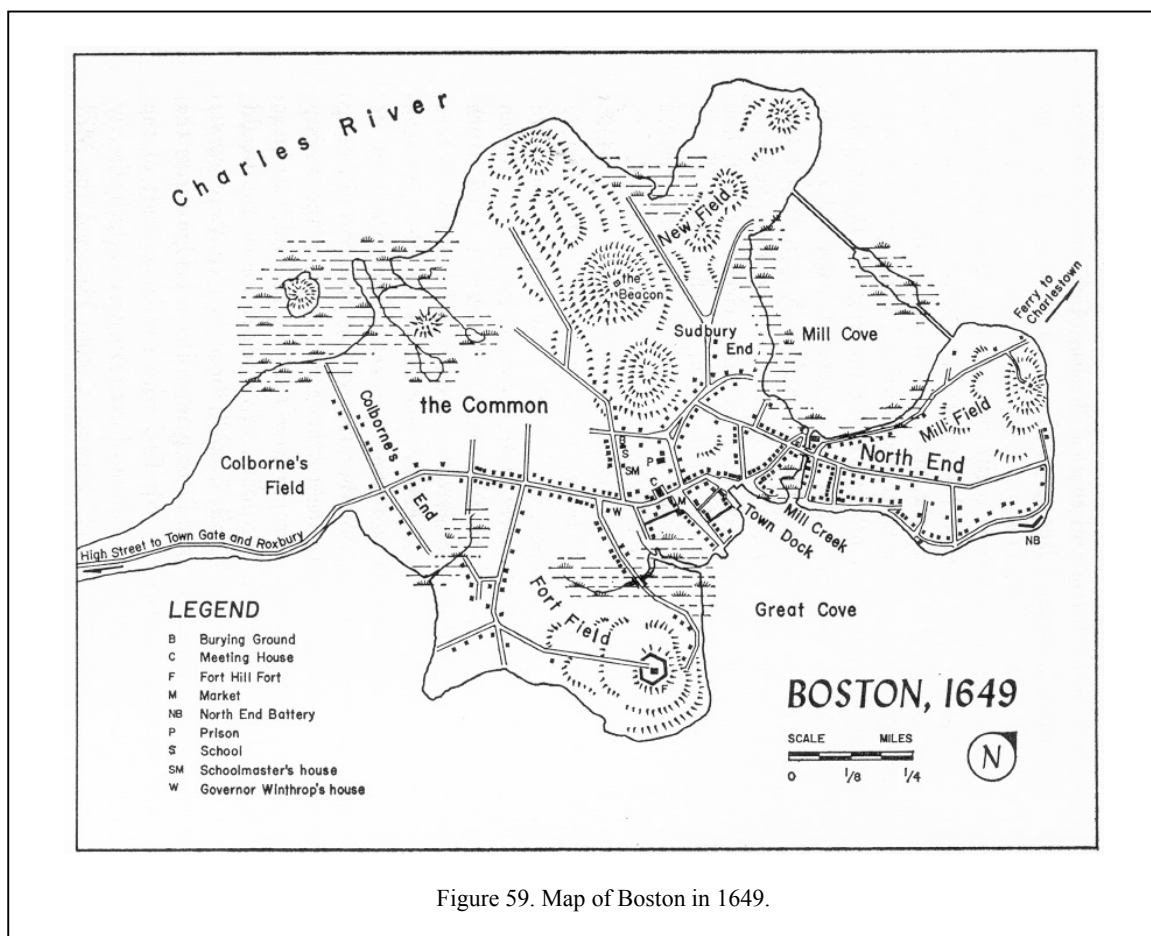 Charles River
New Field
the
Beacon
Ferry to
Charlestown
Sudbury
End
Mill Cove
Mill Field
the Common
Colborne's
End
North End
Colborne's
Field
S
SM
P
C
M
W
Town Dock
Mill Creek
NB
High Street to Town Gate and Roxbury
Fort Field
Great Cove
F
LEGEND
B Burying Ground
C Meeting House
F Fort Hill Fort
M Market
NB North End Battery
P Prison
S School
SM Schoolmaster's house
W Governor Winthrop's house
BOSTON, 1649
SCALE MILES
0 1/8 1/4
N
Figure 59. Map of Boston in 1649.